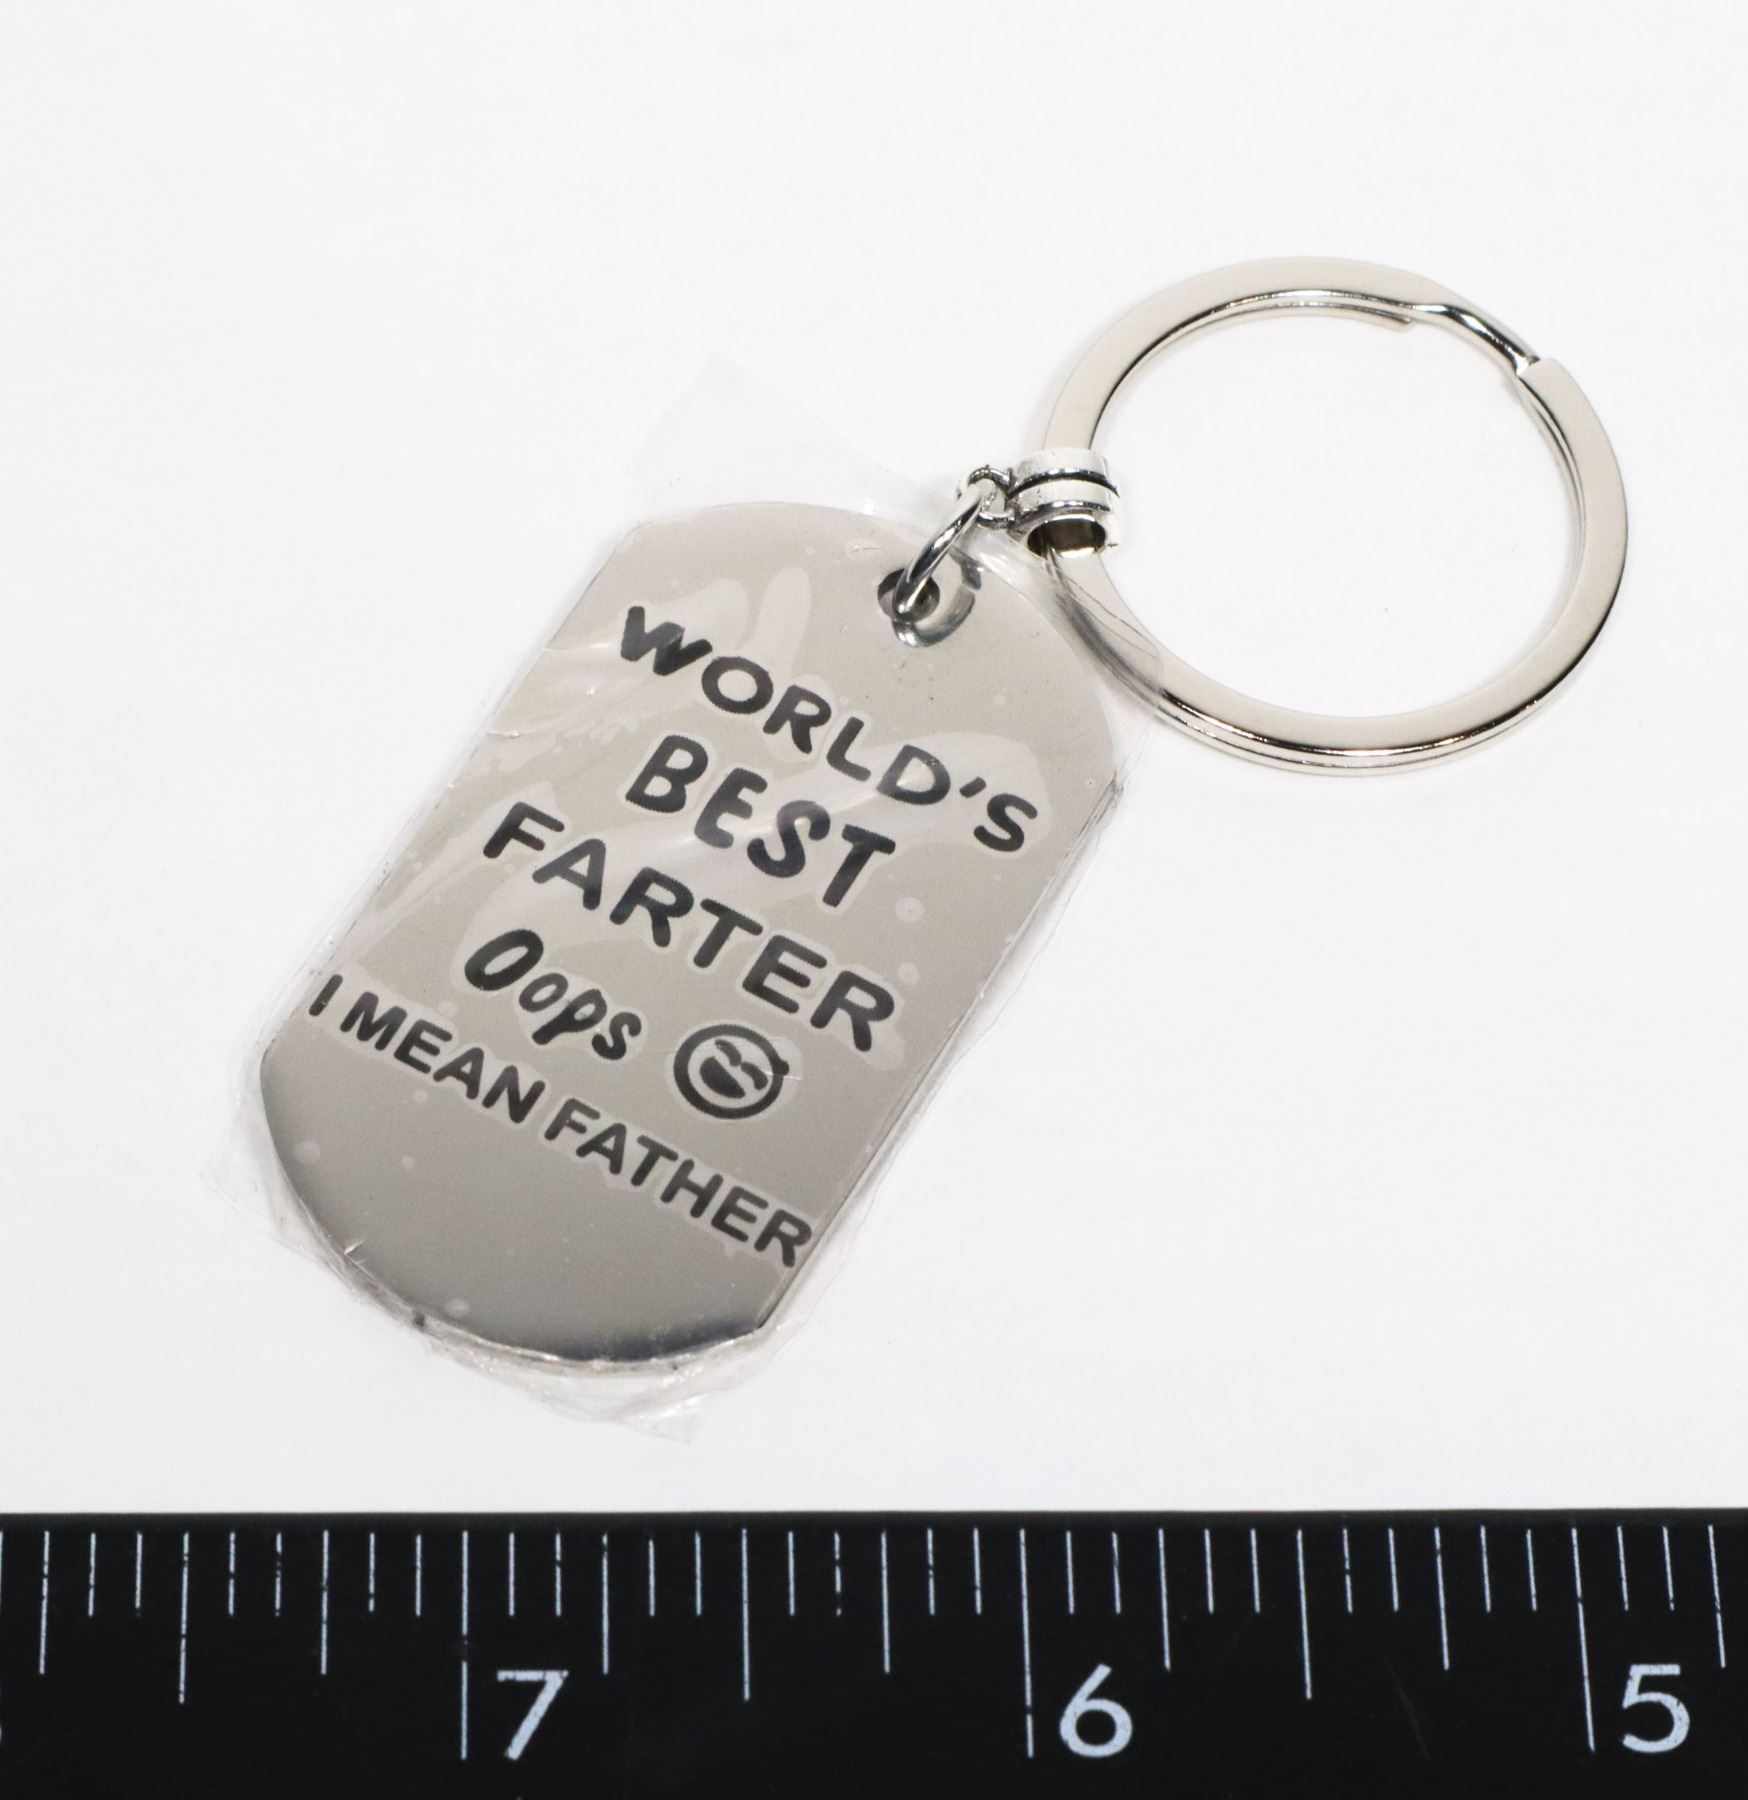 WORLD'S
BEST
FARTER
Oops
I MEAN FATHER
7 6 5